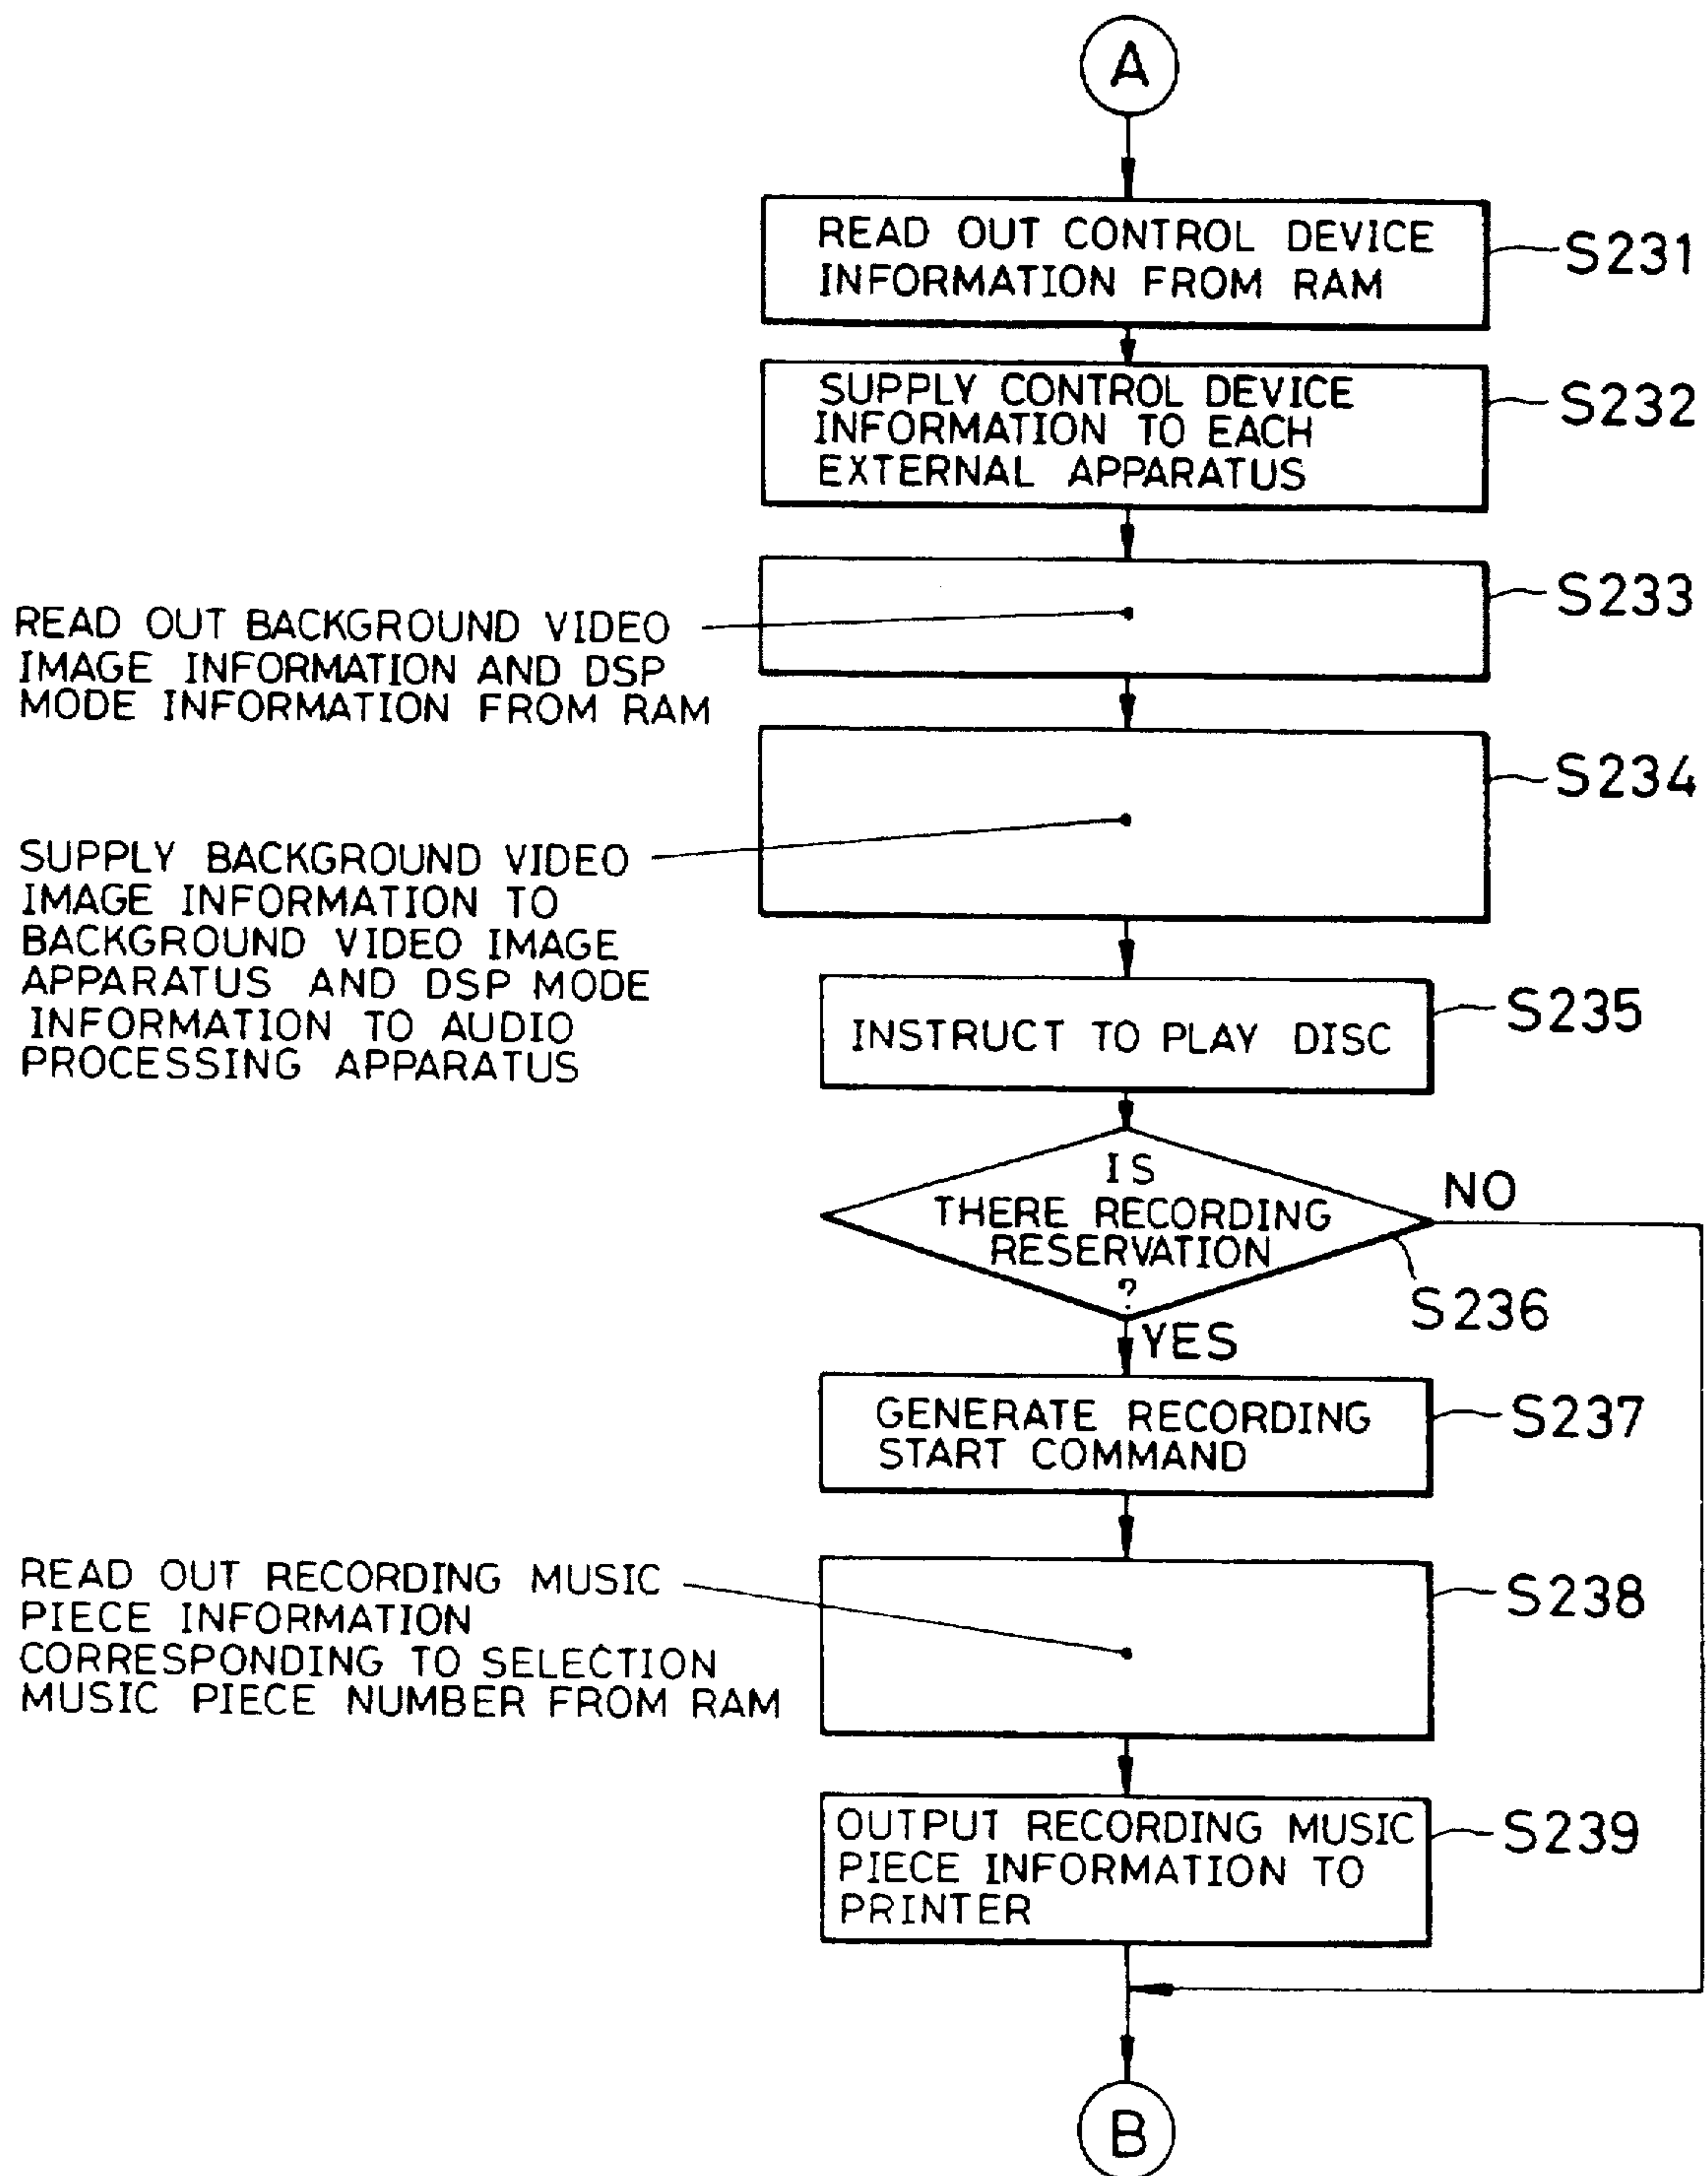 A
READ OUT CONTROL DEVICE
INFORMATION FROM RAM
S231
SUPPLY CONTROL DEVICE
INFORMATION TO EACH
EXTERNAL APPARATUS
S232
S233
READ OUT BACKGROUND VIDEO
IMAGE INFORMATION AND DSP
MODE INFORMATION FROM RAM
S234
SUPPLY BACKGROUND VIDEO
IMAGE INFORMATION TO
BACKGROUND VIDEO IMAGE
APPARATUS AND DSP MODE
INFORMATION TO AUDIO
PROCESSING APPARATUS
INSTRUCT TO PLAY DISC
S235
IS
THERE RECORDING
RESERVATION
?
NO
S236
YES
GENERATE RECORDING
START COMMAND
S237
READ OUT RECORDING MUSIC
PIECE INFORMATION
CORRESPONDING TO SELECTION
MUSIC PIECE NUMBER FROM RAM
S238
OUTPUT RECORDING MUSIC
PIECE INFORMATION TO
PRINTER
S239
B